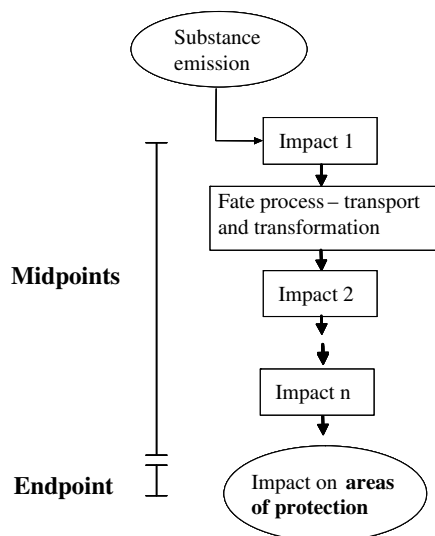 Substance
emission
Impact 1
Fate process – transport
and transformation
Midpoints
Impact 2
Impact n
Endpoint
Impact on areas
of protection